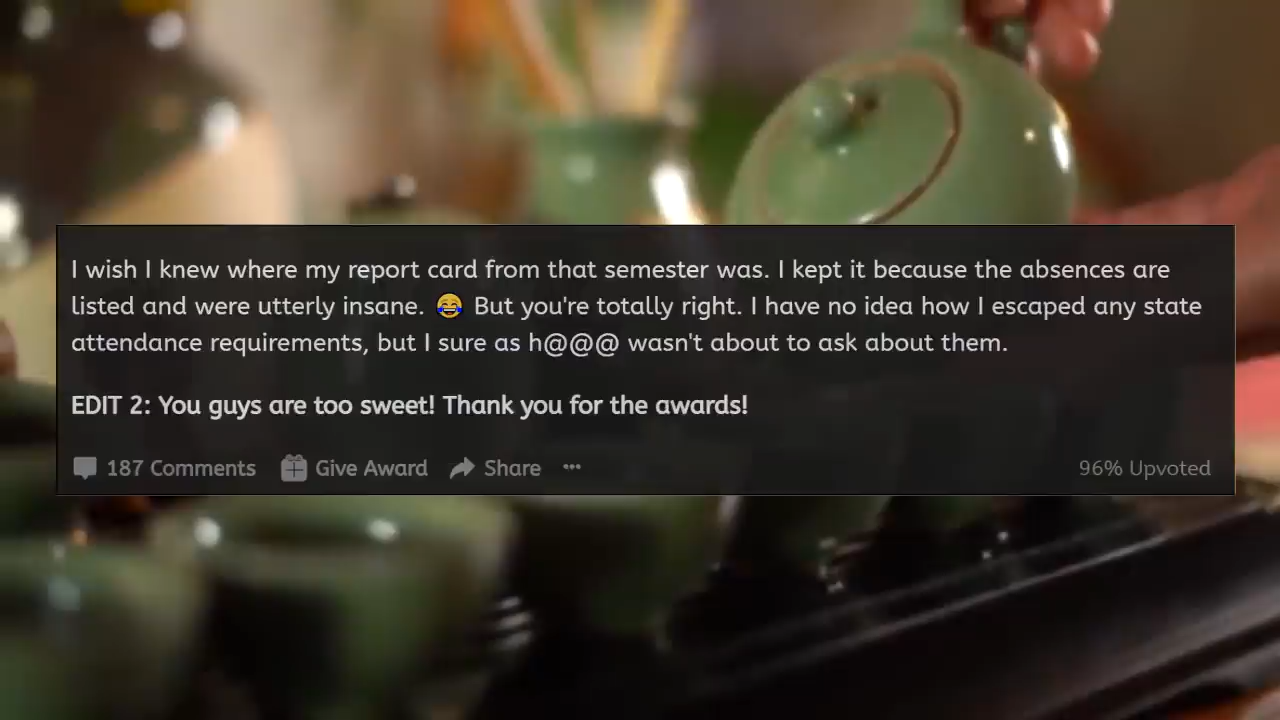 I wish I knew where my report card from that semester was. I kept it because the absences are
listed and were utterly insane. 😂 But you're totally right. I have no idea how I escaped any state
attendance requirements, but I sure as h@@@ wasn't about to ask about them.
EDIT 2: You guys are too sweet! Thank you for the awards!
187 Comments Give Award Share ••• 96% Upvoted